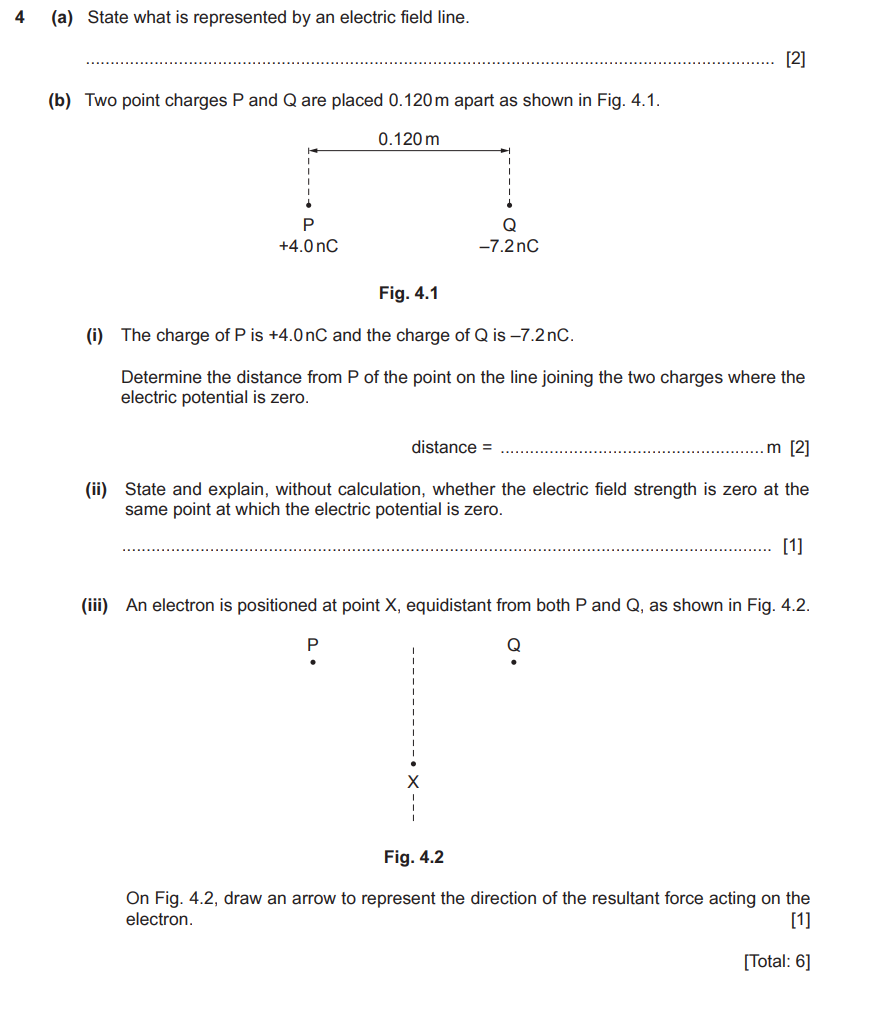 4 (a) State what is represented by an electric field line.
.......................................................................................................................................... [2]
(b) Two point charges P and Q are placed 0.120 m apart as shown in Fig. 4.1.
0.120 m
P Q
+4.0 nC –7.2 nC
Fig. 4.1
(i) The charge of P is +4.0 nC and the charge of Q is –7.2 nC.
Determine the distance from P of the point on the line joining the two charges where the
electric potential is zero.
distance = ...................................................... m [2]
(ii) State and explain, without calculation, whether the electric field strength is zero at the
same point at which the electric potential is zero.
.................................................................................................................................. [1]
(iii) An electron is positioned at point X, equidistant from both P and Q, as shown in Fig. 4.2.
P Q
X
Fig. 4.2
On Fig. 4.2, draw an arrow to represent the direction of the resultant force acting on the
electron. [1]
[Total: 6]